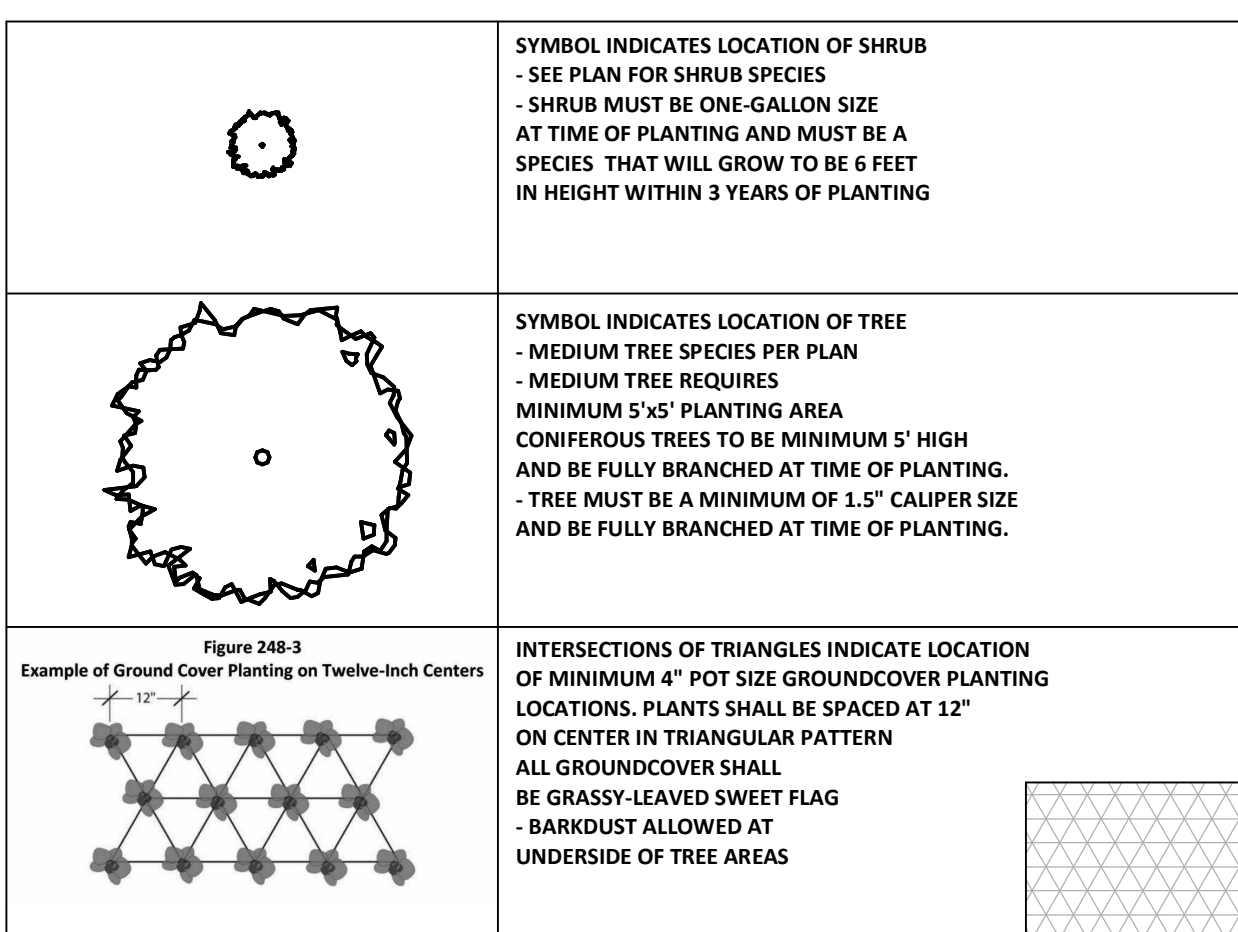 SYMBOL INDICATES LOCATION OF SHRUB
- SEE PLAN FOR SHRUB SPECIES
- SHRUB MUST BE ONE-GALLON SIZE
AT TIME OF PLANTING AND MUST BE A
SPECIES THAT WILL GROW TO BE 6 FEET
IN HEIGHT WITHIN 3 YEARS OF PLANTING
SYMBOL INDICATES LOCATION OF TREE
- MEDIUM TREE SPECIES PER PLAN
- MEDIUM TREE REQUIRES
MINIMUM 5'x5' PLANTING AREA
CONIFEROUS TREES TO BE MINIMUM 5' HIGH
AND BE FULLY BRANCHED AT TIME OF PLANTING.
- TREE MUST BE A MINIMUM OF 1.5" CALIPER SIZE
AND BE FULLY BRANCHED AT TIME OF PLANTING.
Figure 248-3
Example of Ground Cover Planting on Twelve-Inch Centers
12"
INTERSECTIONS OF TRIANGLES INDICATE LOCATION
OF MINIMUM 4" POT SIZE GROUNDCOVER PLANTING
LOCATIONS. PLANTS SHALL BE SPACED AT 12"
ON CENTER IN TRIANGULAR PATTERN
ALL GROUNDCOVER SHALL
BE GRASSY-LEAVED SWEET FLAG
- BARKDUST ALLOWED AT
UNDERSIDE OF TREE AREAS